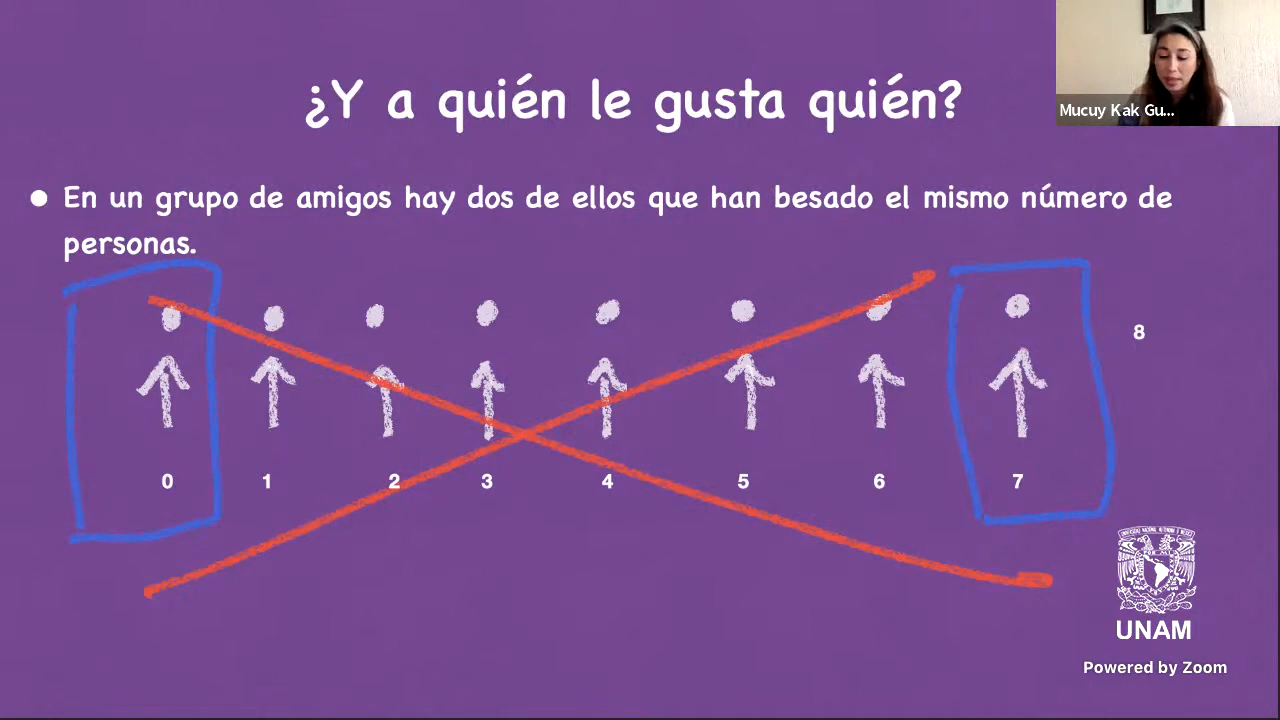 ¿Y a quién le gusta quién?
Mucuy Kak Gu...
● En un grupo de amigos hay dos de ellos que han besado el mismo número de
personas.
8
0 1 2 3 4 5 6 7
UNAM
Powered by Zoom